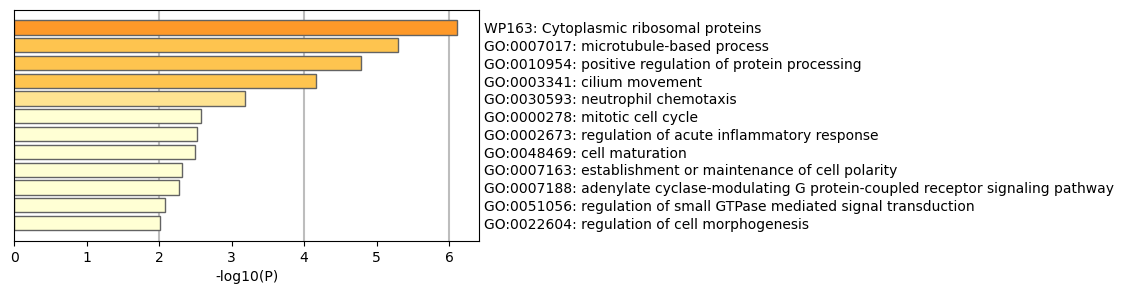 WP163: Cytoplasmic ribosomal proteins
GO:0007017: microtubule-based process
GO:0010954: positive regulation of protein processing
GO:0003341: cilium movement
GO:0030593: neutrophil chemotaxis
GO:0000278: mitotic cell cycle
GO:0002673: regulation of acute inflammatory response
GO:0048469: cell maturation
GO:0007163: establishment or maintenance of cell polarity
GO:0007188: adenylate cyclase-modulating G protein-coupled receptor signaling pathway
GO:0051056: regulation of small GTPase mediated signal transduction
GO:0022604: regulation of cell morphogenesis
0 1 2 3 4 5 6
-log10(P)